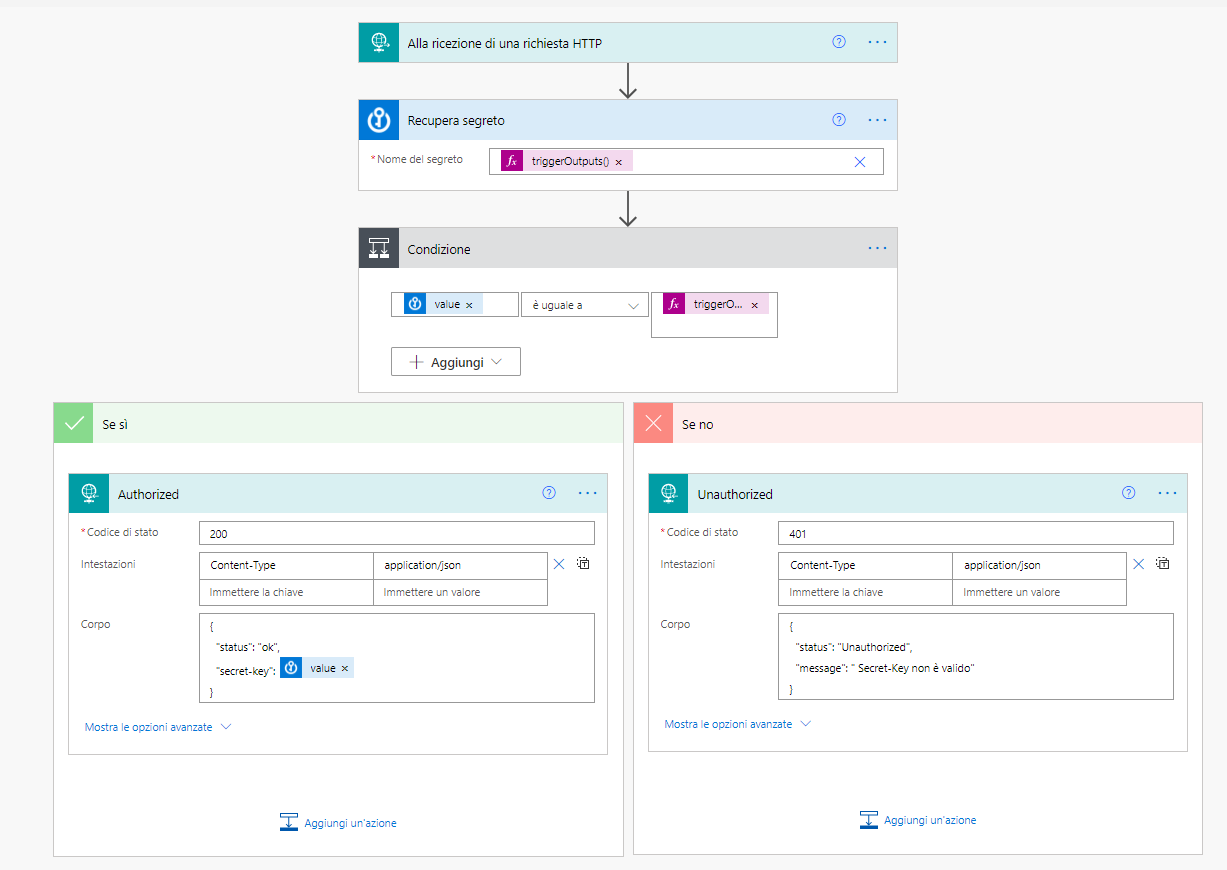 Alla ricezione di una richiesta HTTP
Recupera segreto
*Nome del segreto
fx triggerOutputs()
Condizione
value
è uguale a
fx triggerO...
Aggiungi
Se sì
Authorized
*Codice di stato
200
Intestazioni
Content-Type
application/json
Immettere la chiave
Immettere un valore
Corpo
{
"status": "ok",
"secret-key": value
}
Mostra le opzioni avanzate
Aggiungi un'azione
Se no
Unauthorized
*Codice di stato
401
Intestazioni
Content-Type
application/json
Immettere la chiave
Immettere un valore
Corpo
{
"status": "Unauthorized",
"message": " Secret-Key non è valido"
}
Mostra le opzioni avanzate
Aggiungi un'azione